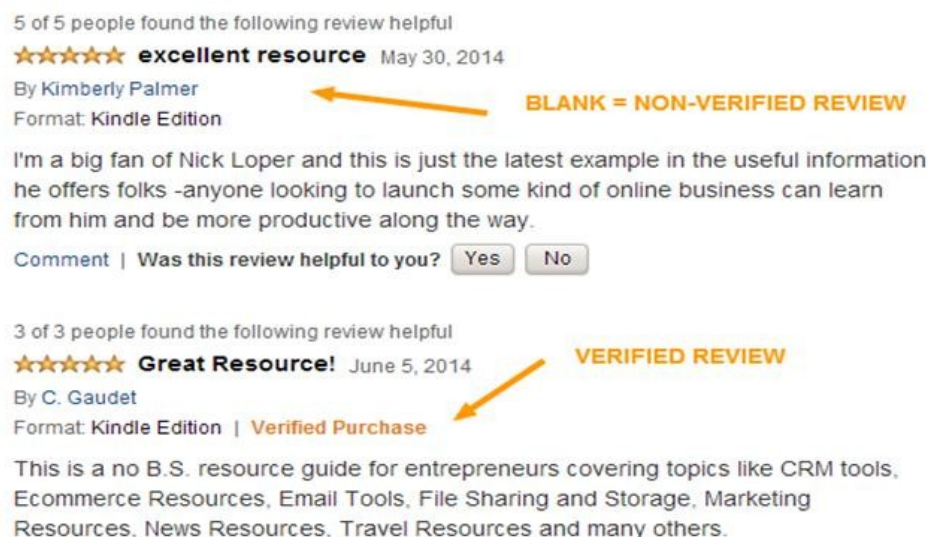 5 of 5 people found the following review helpful
excellent resource May 30, 2014
By Kimberly Palmer
BLANK = NON-VERIFIED REVIEW
Format: Kindle Edition
I'm a big fan of Nick Loper and this is just the latest example in the useful information
he offers folks -anyone looking to launch some kind of online business can learn
from him and be more productive along the way.
Comment | Was this review helpful to you? Yes No
3 of 3 people found the following review helpful
Great Resource! June 5, 2014
VERIFIED REVIEW
By C. Gaudet
Format: Kindle Edition | Verified Purchase
This is a no B.S. resource guide for entrepreneurs covering topics like CRM tools,
Ecommerce Resources, Email Tools, File Sharing and Storage, Marketing
Resources, News Resources, Travel Resources and many others.